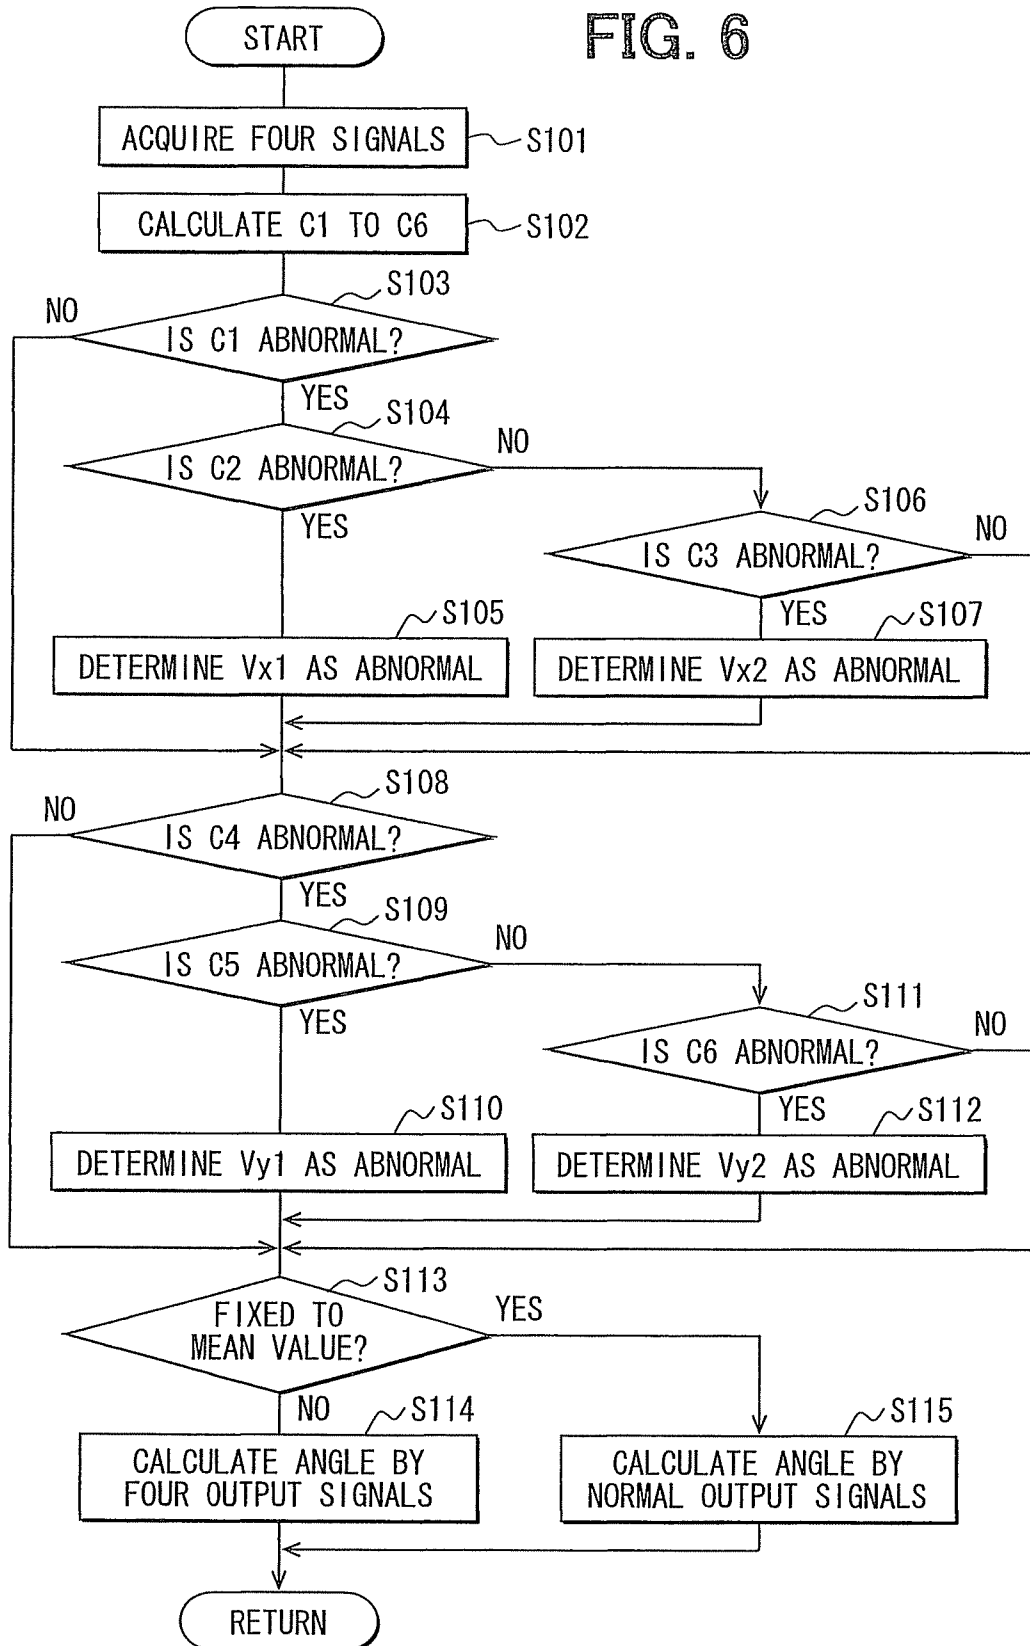 FIG. 6
START
ACQUIRE FOUR SIGNALS
S101
CALCULATE C1 TO C6
S102
S103
NO
IS C1 ABNORMAL?
YES
S104
NO
IS C2 ABNORMAL?
YES
S106
NO
IS C3 ABNORMAL?
YES
S105
S107
DETERMINE Vx1 AS ABNORMAL
DETERMINE Vx2 AS ABNORMAL
S108
NO
IS C4 ABNORMAL?
YES
S109
NO
IS C5 ABNORMAL?
YES
S111
NO
IS C6 ABNORMAL?
YES
S110
S112
DETERMINE Vy1 AS ABNORMAL
DETERMINE Vy2 AS ABNORMAL
S113
FIXED TO
MEAN VALUE?
YES
NO
S114
S115
CALCULATE ANGLE BY
FOUR OUTPUT SIGNALS
CALCULATE ANGLE BY
NORMAL OUTPUT SIGNALS
RETURN